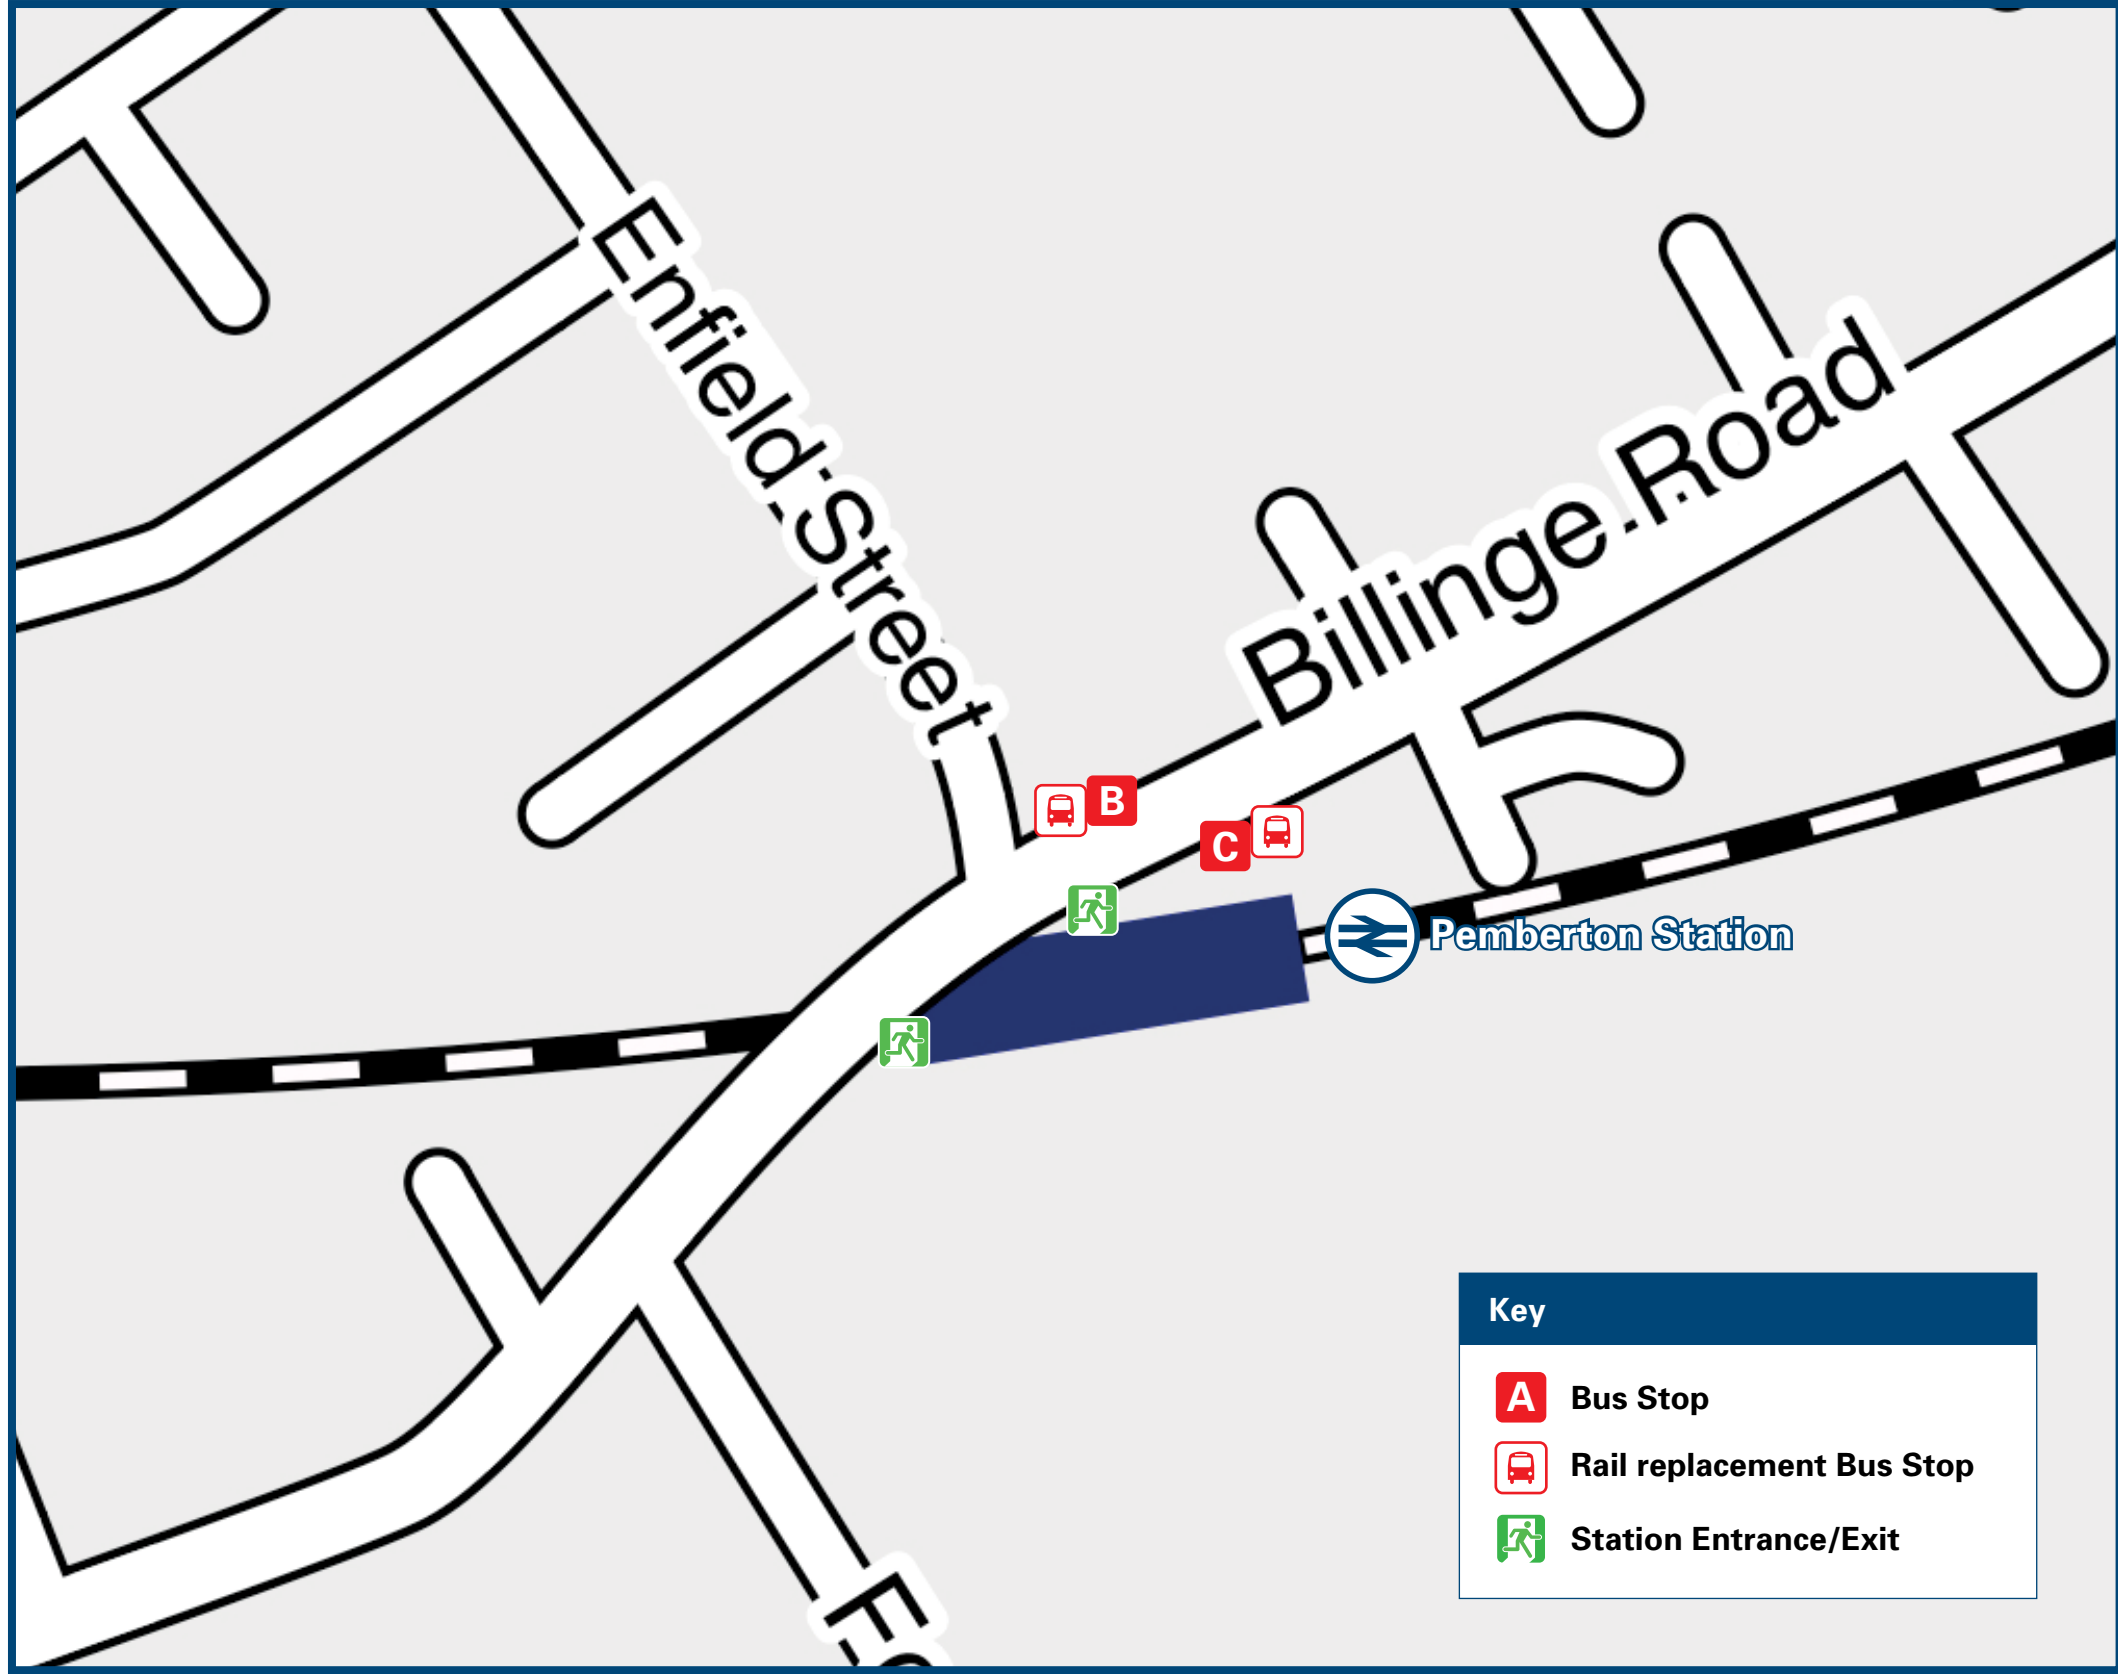 Enfield Street
Billinge Road
B
C
Pemberton Station
Key
A Bus Stop
Rail replacement Bus Stop
Station Entrance/Exit